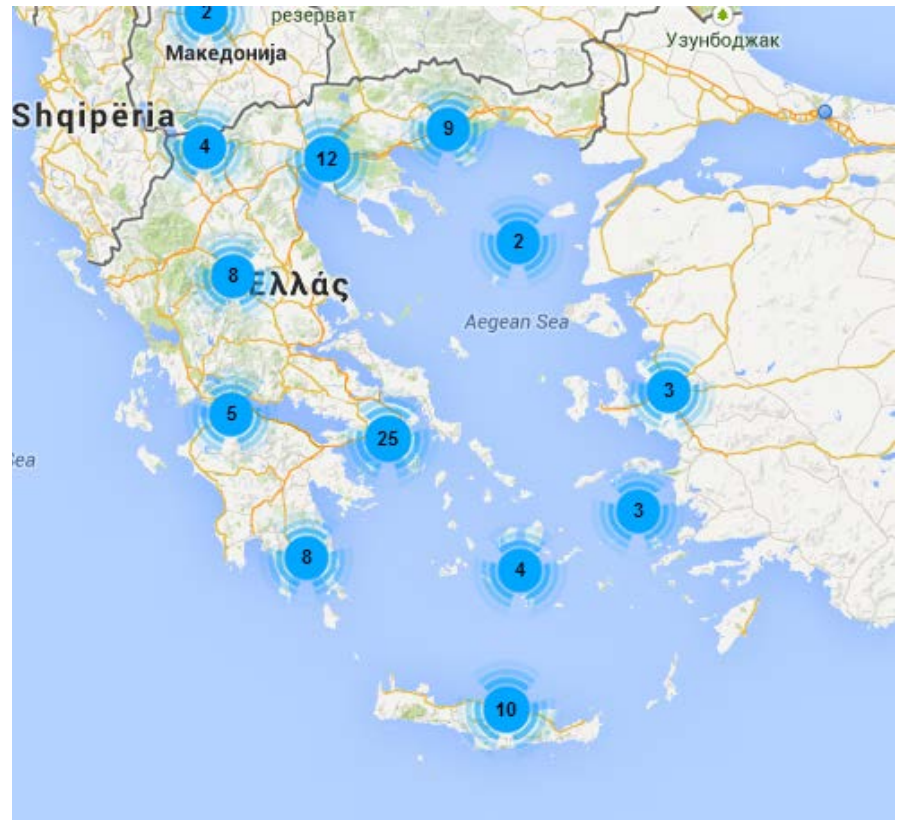 2
резерват
Македонија
Узунбоджак
Shqipëria
9
4
12
2
8
Ελλάς
Aegean Sea
3
5
25
ea
3
8
4
10